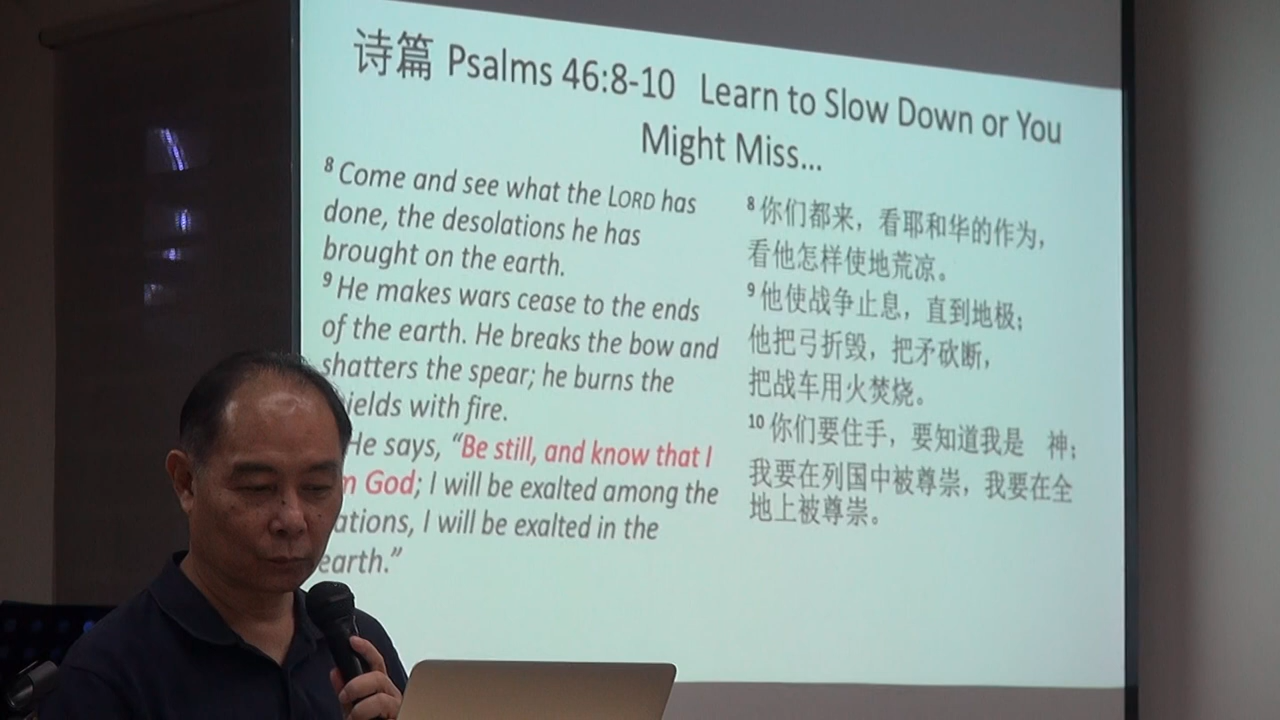 诗篇 Psalms 46:8-10 Learn to Slow Down or You
Might Miss...
8 Come and see what the LORD has
done, the desolations he has
brought on the earth.
9 He makes wars cease to the ends
of the earth. He breaks the bow and
shatters the spear; he burns the
ields with fire.
He says, “Be still, and know that I
m God; I will be exalted among the
ations, I will be exalted in the
earth.”
8 你们都来，看耶和华的作为，
看他怎样使地荒凉。
9 他使战争止息，直到地极；
他把弓折毁，把矛砍断，
把战车用火焚烧。
10 你们要住手，要知道我是 神；
我要在列国中被尊崇，我要在全
地上被尊崇。